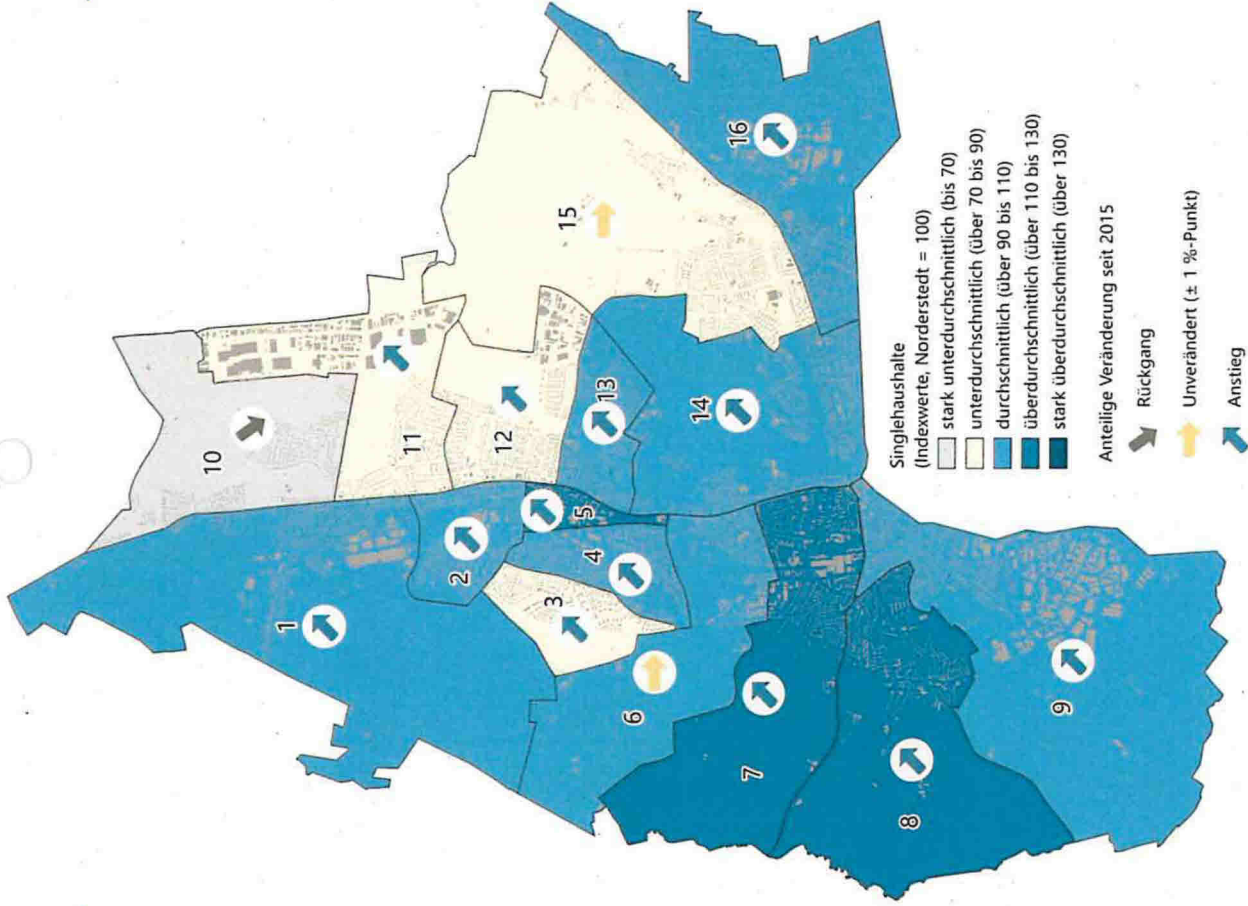 10
1
11
15
2
12
16
5
13
3
4
14
6
7
8
9
Singlehaushalte
(Indexwerte, Norderstedt = 100)
stark unterdurchschnittlich (bis 70)
unterdurchschnittlich (über 70 bis 90)
durchschnittlich (über 90 bis 110)
überdurchschnittlich (über 110 bis 130)
stark überdurchschnittlich (über 130)
Anteilige Veränderung seit 2015
Rückgang
Unverändert (± 1 %-Punkt)
Anstieg